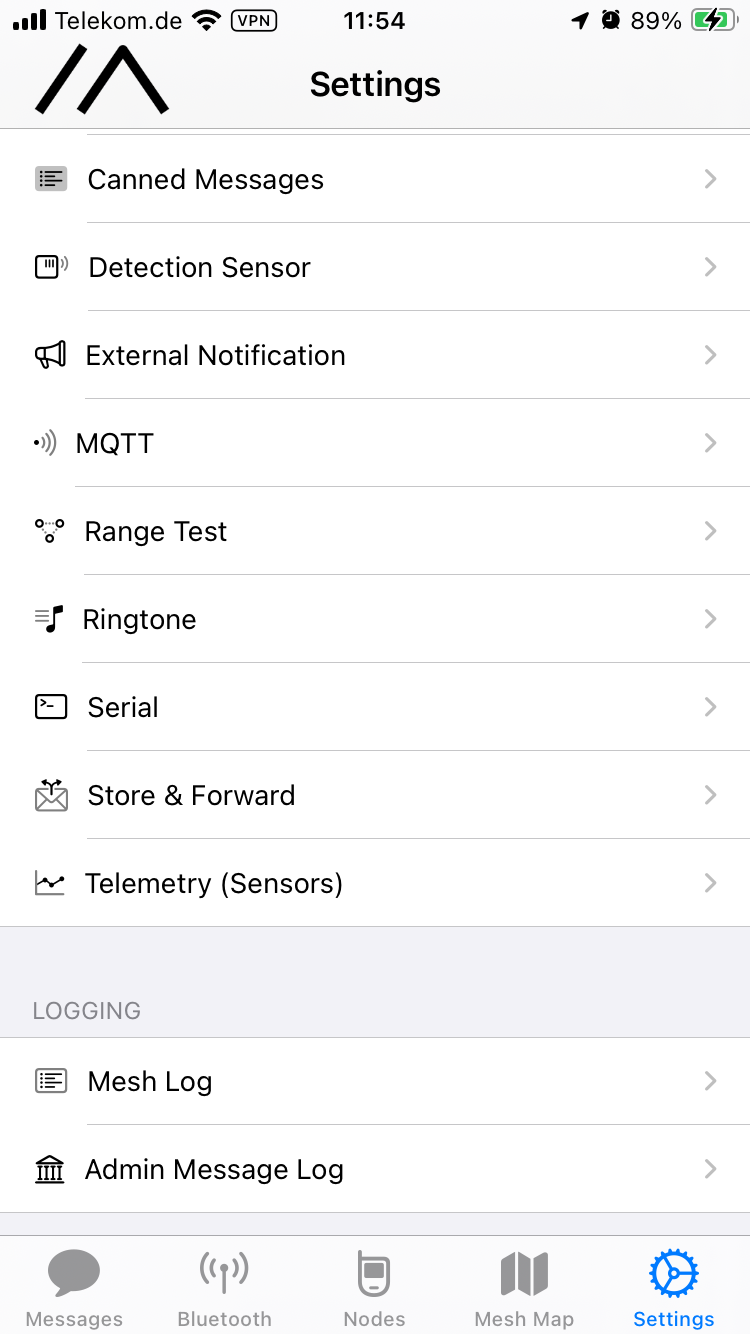 Telekom.de VPN 11:54 89%
Settings
Canned Messages
Detection Sensor
External Notification
MQTT
Range Test
Ringtone
Serial
Store & Forward
Telemetry (Sensors)
LOGGING
Mesh Log
Admin Message Log
Messages Bluetooth Nodes Mesh Map Settings